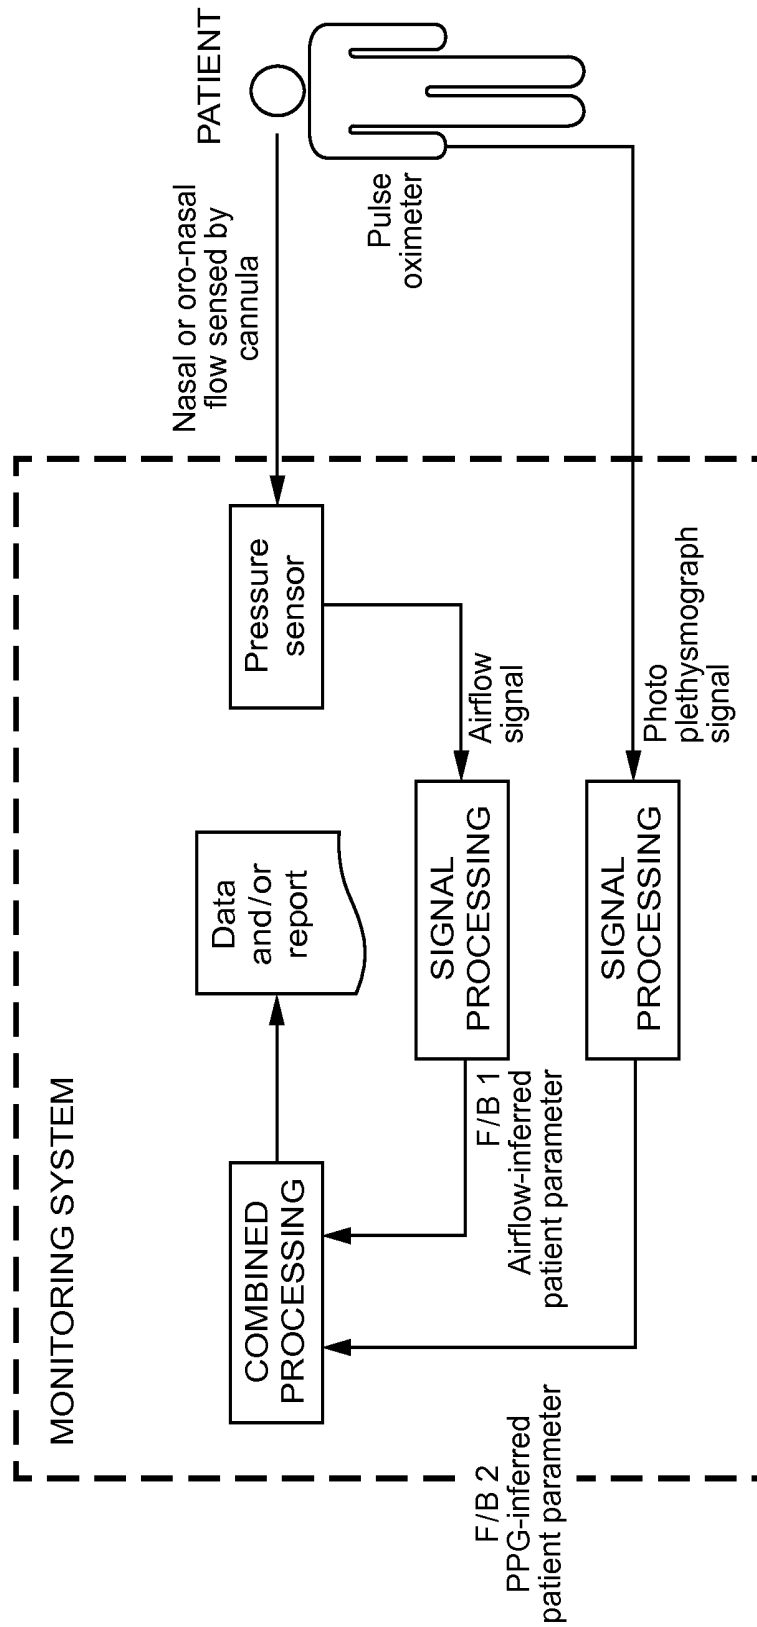 MONITORING SYSTEM
PATIENT
Nasal or oro-nasal
flow sensed by
cannula
Pressure
sensor
Data
and/or
report
COMBINED
PROCESSING
Pulse
oximeter
Airflow
signal
SIGNAL
PROCESSING
F/B 1
Airflow-inferred
patient parameter
Photo
plethysmograph
signal
SIGNAL
PROCESSING
F/B 2
PPG-inferred
patient parameter